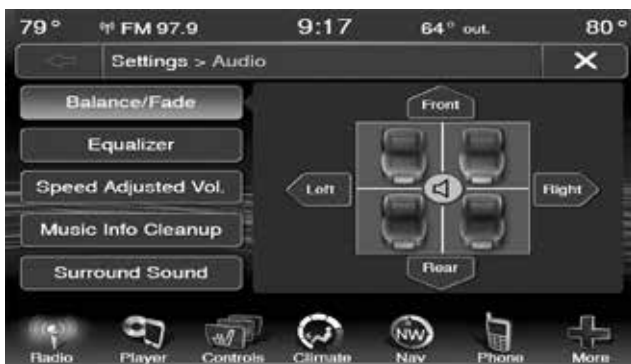 79° FM 97.9 9:17 64° out. 80°
Settings > Audio
Balance/Fade
Equalizer
Speed Adjusted Vol.
Music Info Cleanup
Surround Sound
Front
Left
Right
Rear
Radio Player Controls Climate NW Nav Phone More